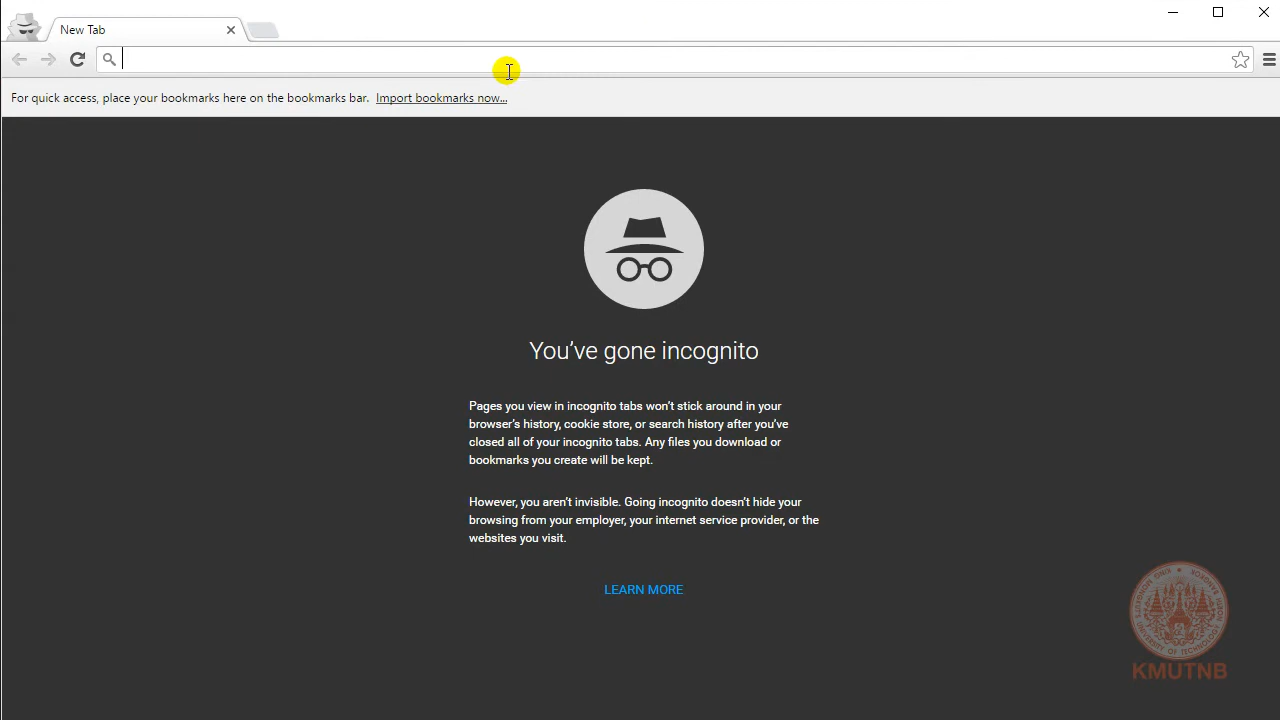 New Tab
For quick access, place your bookmarks here on the bookmarks bar. Import bookmarks now...
You've gone incognito
Pages you view in incognito tabs won't stick around in your
browser's history, cookie store, or search history after you've
closed all of your incognito tabs. Any files you download or
bookmarks you create will be kept.
However, you aren't invisible. Going incognito doesn't hide your
browsing from your employer, your internet service provider, or the
websites you visit.
LEARN MORE
KMUTNB